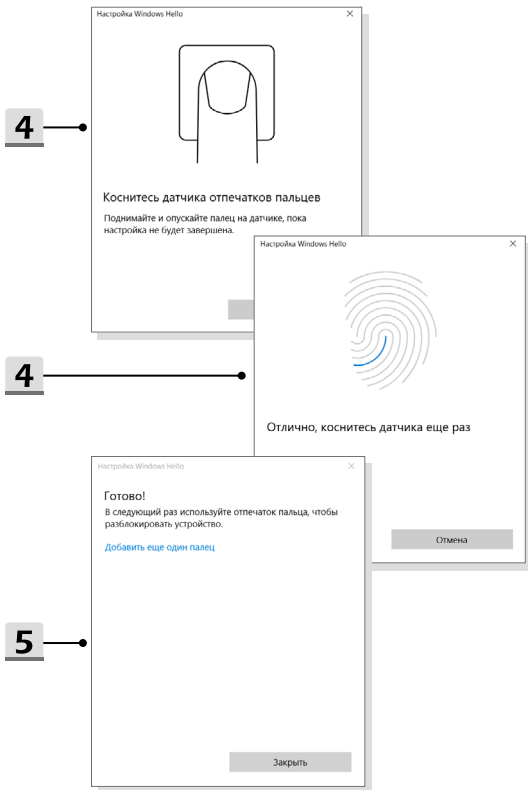 Настройка Windows Hello
4
Коснитесь датчика отпечатков пальцев
Поднимайте и опускайте палец на датчике, пока
настройка не будет завершена.
Настройка Windows Hello
4
Отлично, коснитесь датчика еще раз
Отмена
Настройка Windows Hello
Готово!
В следующий раз используйте отпечаток пальца, чтобы
разблокировать устройство.
Добавить еще один палец
5
Закрыть